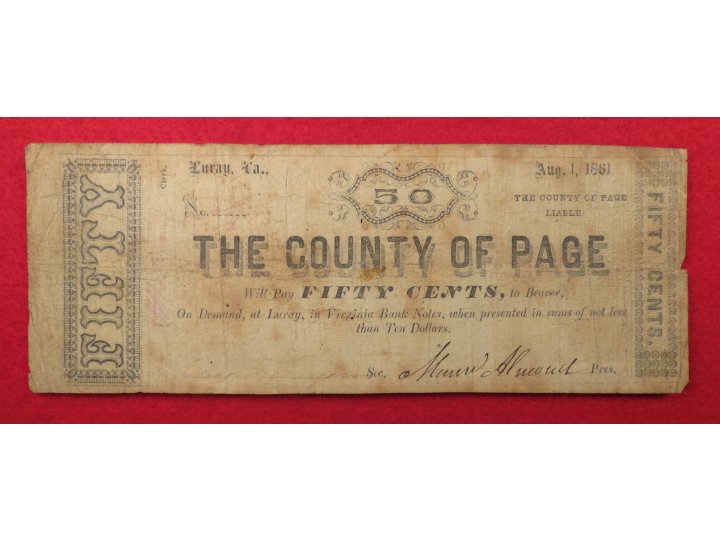 FIFTY
Clerk.
Luray, Va.,
Aug. 1, 1861
50
No.
THE COUNTY OF PAGE
LIABLE
THE COUNTY OF PAGE
Will Pay FIFTY CENTS, to Bearer,
On Demand, at Luray, in Virginia Bank Notes, when presented in sums of not less
than Ten Dollars.
Sec.
Pres.
FIFTY CENTS.